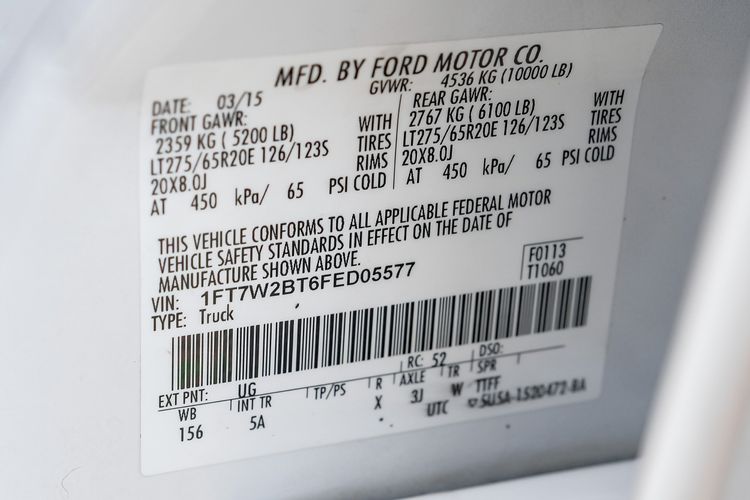 MFD. BY FORD MOTOR CO.
DATE: 03/15
GVWR: 4536 KG (10000 LB)
FRONT GAWR:
2359 KG ( 5200 LB) WITH
LT275/65R20E 126/123S TIRES
20X8.0J RIMS
AT 450 kPa/ 65 PSI COLD
REAR GAWR:
2767 KG ( 6100 LB) WITH
LT275/65R20E 126/123S TIRES
20X8.0J RIMS
AT 450 kPa/ 65 PSI COLD
THIS VEHICLE CONFORMS TO ALL APPLICABLE FEDERAL MOTOR
VEHICLE SAFETY STANDARDS IN EFFECT ON THE DATE OF
MANUFACTURE SHOWN ABOVE.
VIN: 1FT7W2BT6FED05577
TYPE: Truck
F0113
T1060
EXT PNT: UG RC: 52 DSO:
WB INT TR TP/PS R AXLE TR SPR
156 5A X 3J W TTFF
UTC